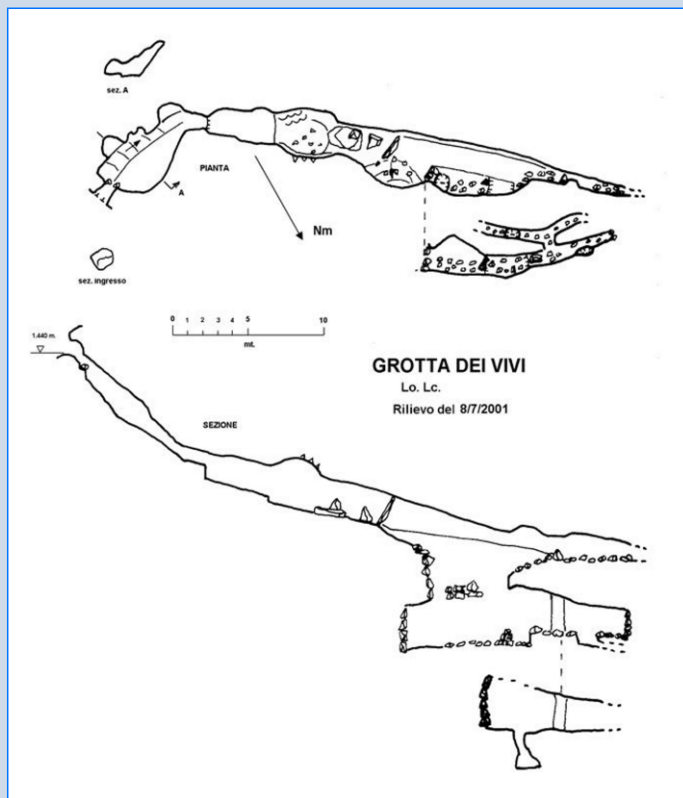 sez. A
PIANTA
A
Nm
sez. ingresso
0 1 2 3 4 5 10
mt.
1.440 m.
GROTTA DEI VIVI
Lo. Lc.
Rilievo del 8/7/2001
SEZIONE